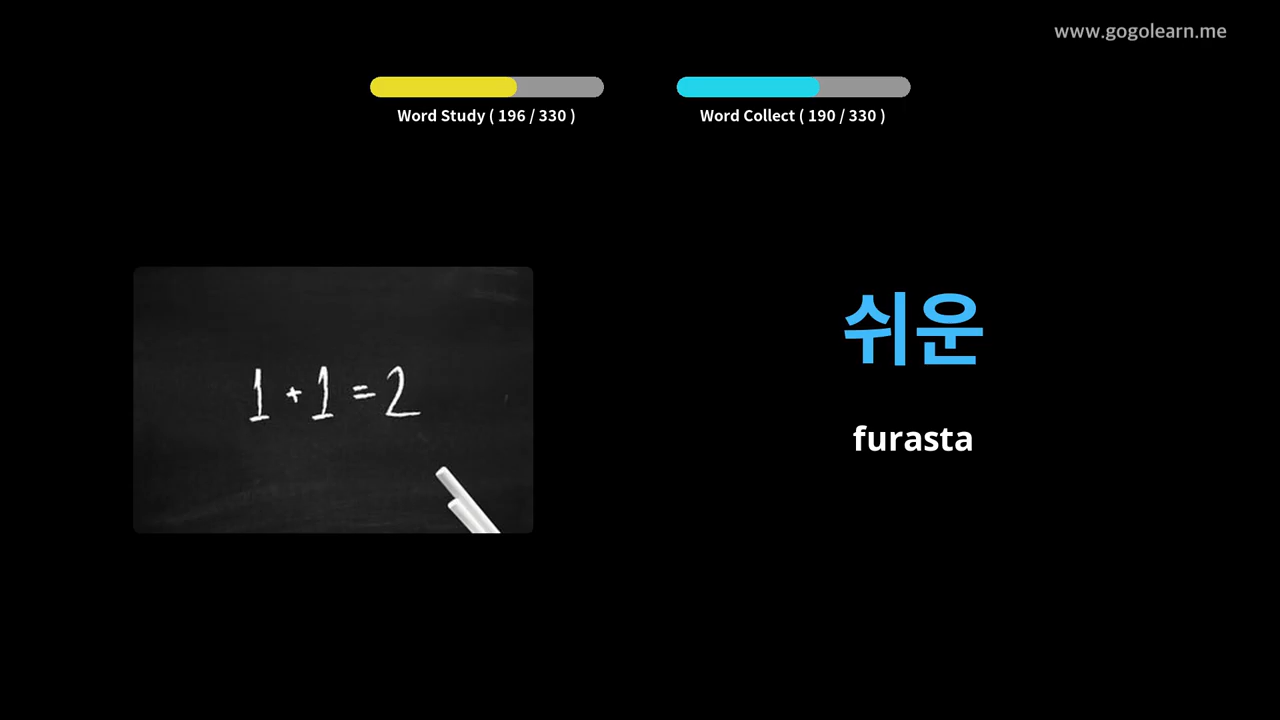 www.gogolearn.me
Word Study ( 196 / 330 )
Word Collect ( 190 / 330 )
1 + 1 = 2
쉬운
furasta